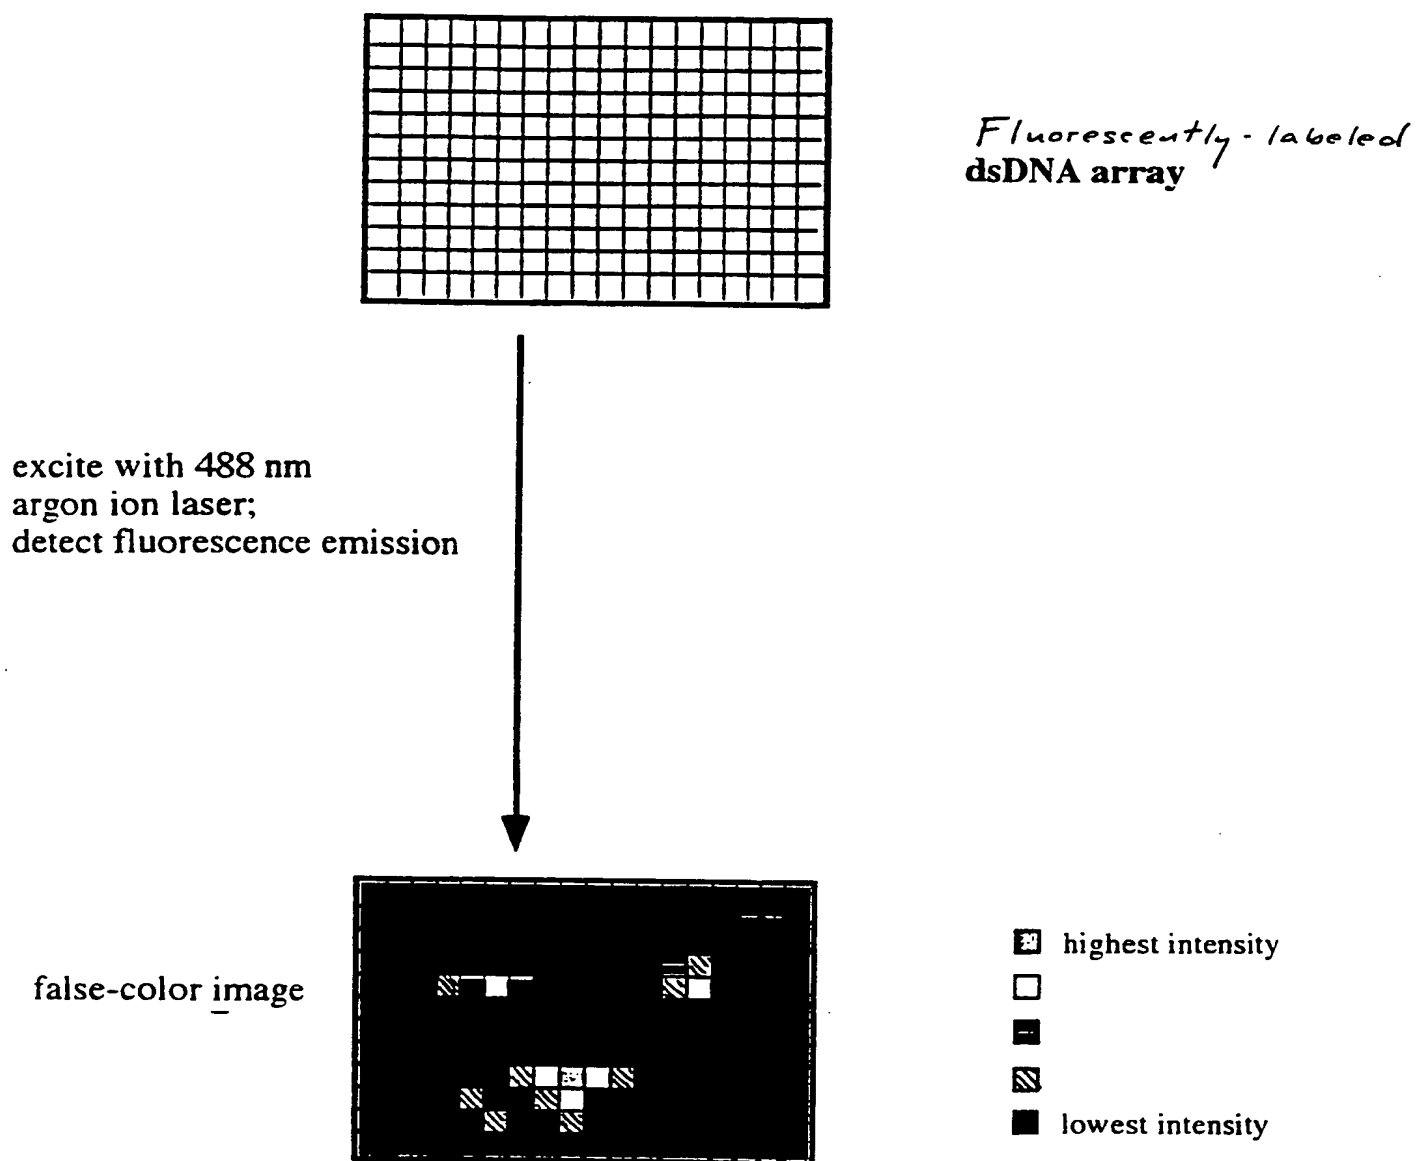 Fluorescently-labeled
dsDNA array
excite with 488 nm
argon ion laser;
detect fluorescence emission
false-color image
highest intensity
lowest intensity